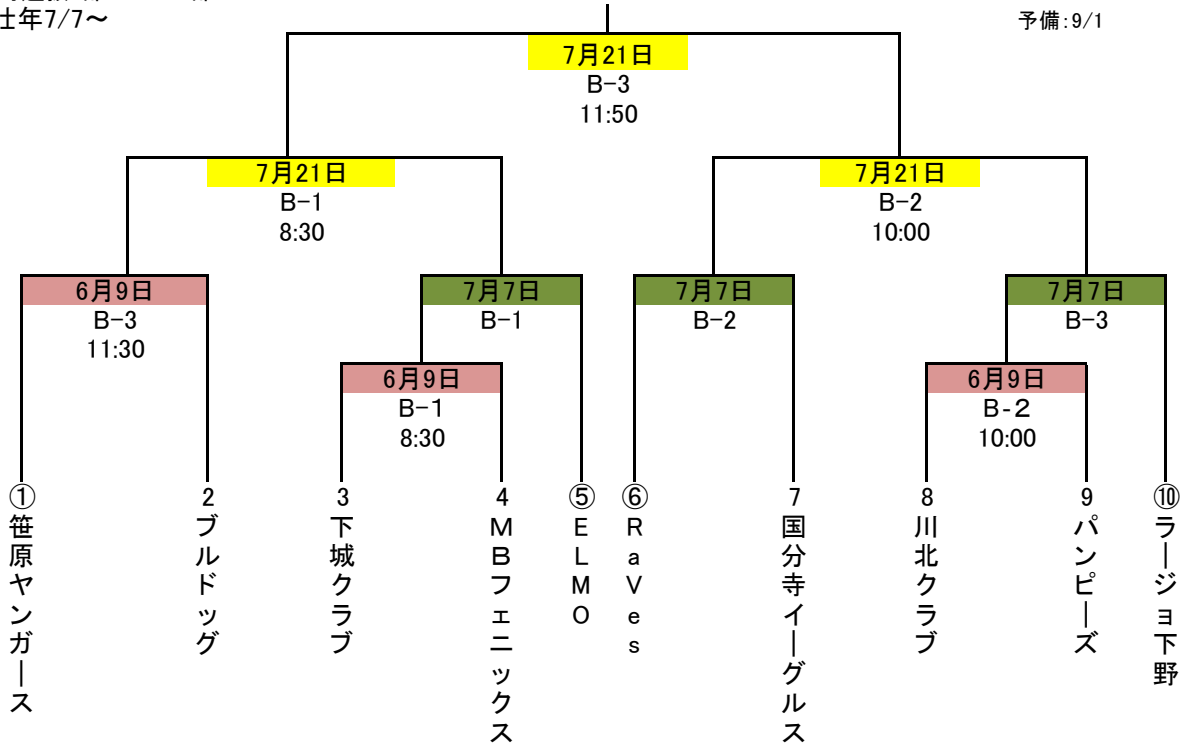 仕年7/7～
予備:9/1
7月21日
B-3
11:50
7月21日
B-1
8:30
7月21日
B-2
10:00
6月9日
B-3
11:30
7月7日
B-1
7月7日
B-2
7月7日
B-3
6月9日
B-1
8:30
6月9日
B-2
10:00
①笹原ヤンガース
2ブルドッグ
3下城クラブ
4MBフェニックス
⑤ELMO
⑥RaVes
7国分寺イーグルス
8川北クラブ
9パンピーズ
⑩ラージョ下野